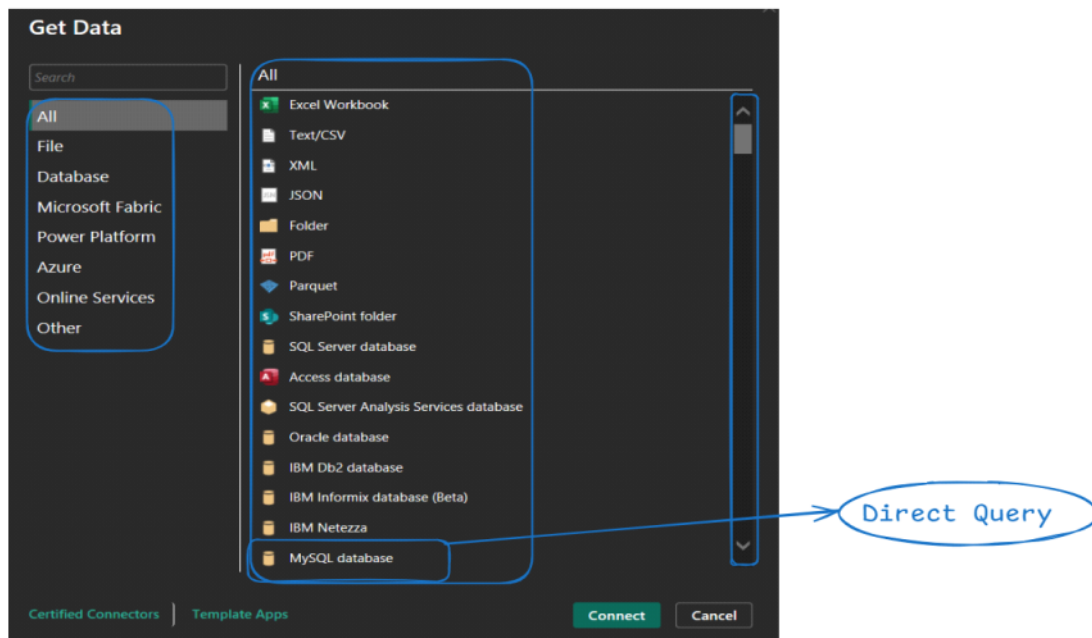 Get Data
Search
All
File
Database
Microsoft Fabric
Power Platform
Azure
Online Services
Other
All
Excel Workbook
Text/CSV
XML
JSON
Folder
PDF
Parquet
SharePoint folder
SQL Server database
Access database
SQL Server Analysis Services database
Oracle database
IBM Db2 database
IBM Informix database (Beta)
IBM Netezza
MySQL database
Direct Query
Certified Connectors
Template Apps
Connect
Cancel